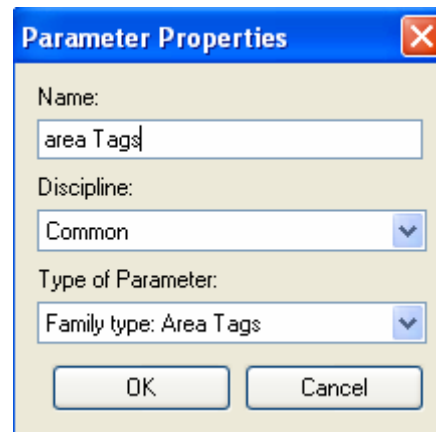 Parameter Properties
Name:
area Tags
Discipline:
Common
Type of Parameter:
Family type: Area Tags
OK Cancel